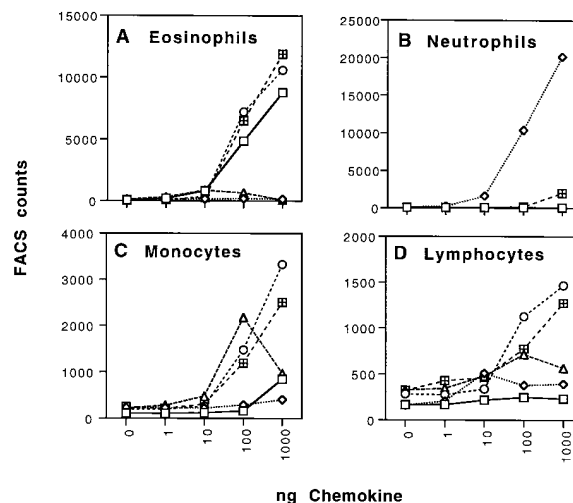 A Eosinophils
15000
10000
5000
0
B Neutrophils
25000
20000
15000
10000
5000
0
FACS counts
C Monocytes
4000
3000
2000
1000
0
0 1 10 100 1000
D Lymphocytes
2000
1500
1000
500
0
0 1 10 100 1000
ng Chemokine